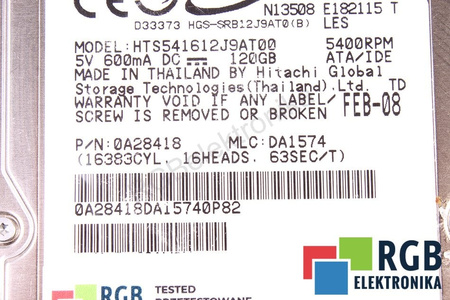 N13508 E182115 T
D33373 HGS-SRB12J9AT0(B) LES
MODEL:HTS541612J9AT00 5400RPM
5V 600mA DC 120GB ATA/IDE
MADE IN THAILAND BY Hitachi Global
Storage Technologies(Thailand).Ltd. TD
WARRANTY VOID IF ANY LABEL/ FEB-08
SCREW IS REMOVED OR BROKEN
P/N:0A28418 MLC:DA1574
(16383CYL. 16HEADS. 63SEC/T)
0A28418DA15740P82
RGB TESTED
PRZETESTOWANE
RGB
ELEKTRONIKA